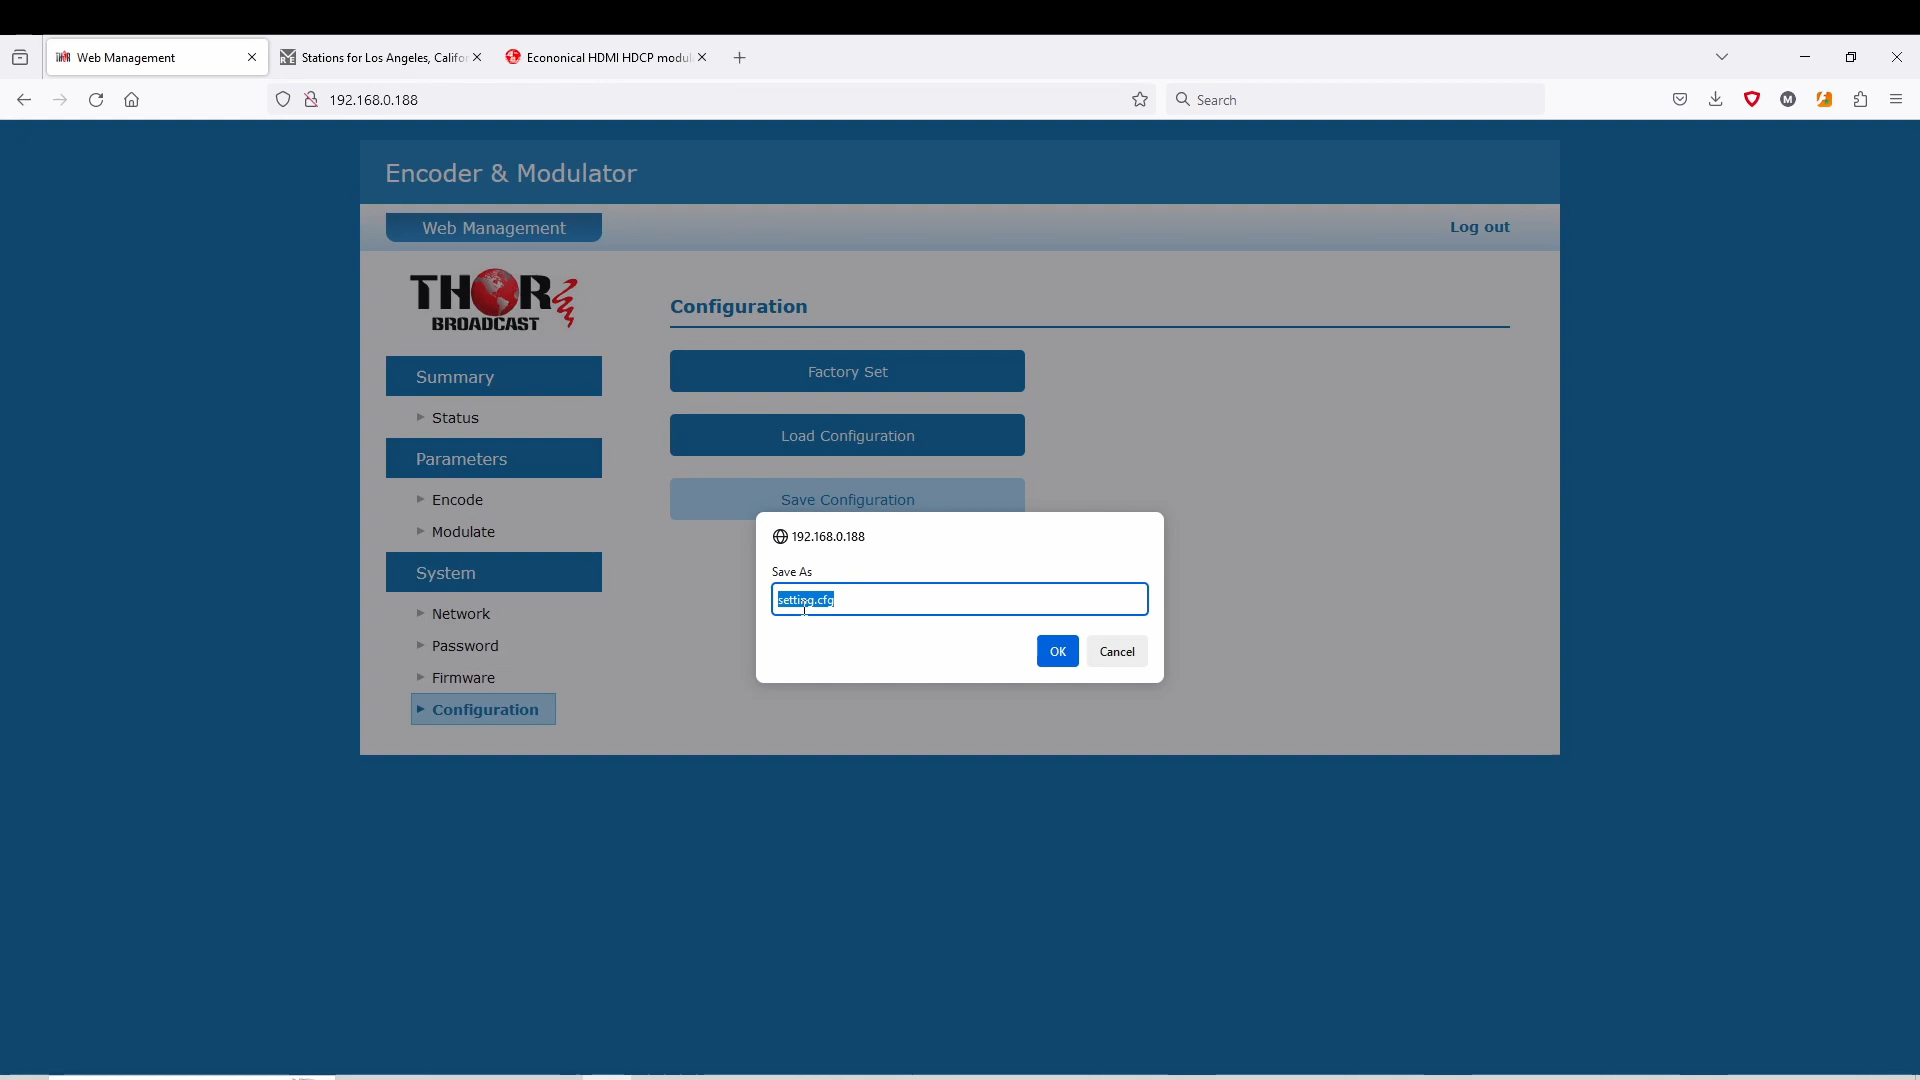 Web Management
Stations for Los Angeles, Califor
Econonical HDMI HDCP modul
192.168.0.188
Search
M
Encoder & Modulator
Web Management
Log out
THOR
BROADCAST
Configuration
Factory Set
Load Configuration
Save Configuration
Summary
Status
Parameters
Encode
Modulate
System
Network
Password
Firmware
Configuration
192.168.0.188
Save As
setting.cfg
OK
Cancel